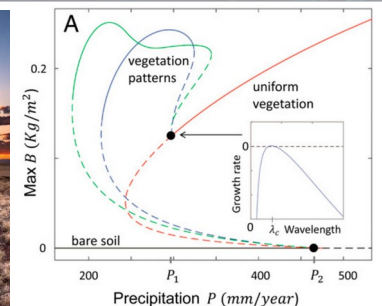 A
Max B (Kg/m²)
0.2
0
vegetation
patterns
uniform
vegetation
Growth rate
0
0
λc
Wavelength
bare soil
200
P₁
400
P₂
500
Precipitation P (mm/year)